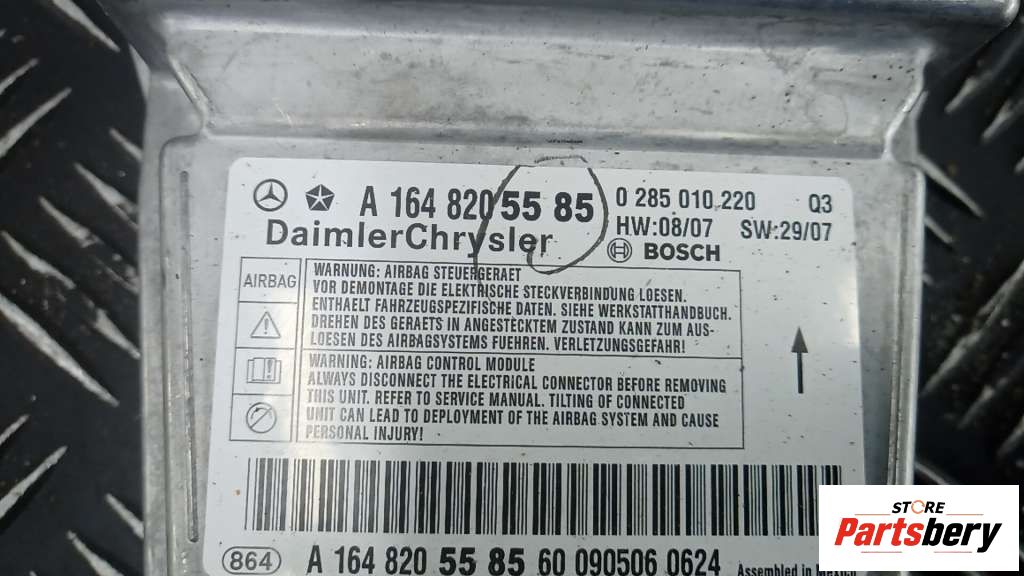 A 164 820 55 85 0 285 010 220 Q3
DaimlerChrysler HW:08/07 SW:29/07
BOSCH
AIRBAG
WARNUNG: AIRBAG STEUERGERAET
VOR DEMONTAGE DIE ELEKTRISCHE STECKVERBINDUNG LOESEN.
ENTHAELT FAHRZEUGSPEZIFISCHE DATEN. SIEHE WERKSTATTHANDBUCH.
DREHEN DES GERAETS IN ANGESTECKTEM ZUSTAND KANN ZUM AUS-
LOESEN DES AIRBAGSYSTEMS FUEHREN. VERLETZUNGSGEFAHR!
WARNING: AIRBAG CONTROL MODULE
ALWAYS DISCONNECT THE ELECTRICAL CONNECTOR BEFORE REMOVING
THIS UNIT. REFER TO SERVICE MANUAL. TILTING OF CONNECTED
UNIT CAN LEAD TO DEPLOYMENT OF THE AIRBAG SYSTEM AND CAUSE
PERSONAL INJURY!
864 A 164 820 55 85 60 090506 0624 Assembled in Mexico
STORE
Partsbery